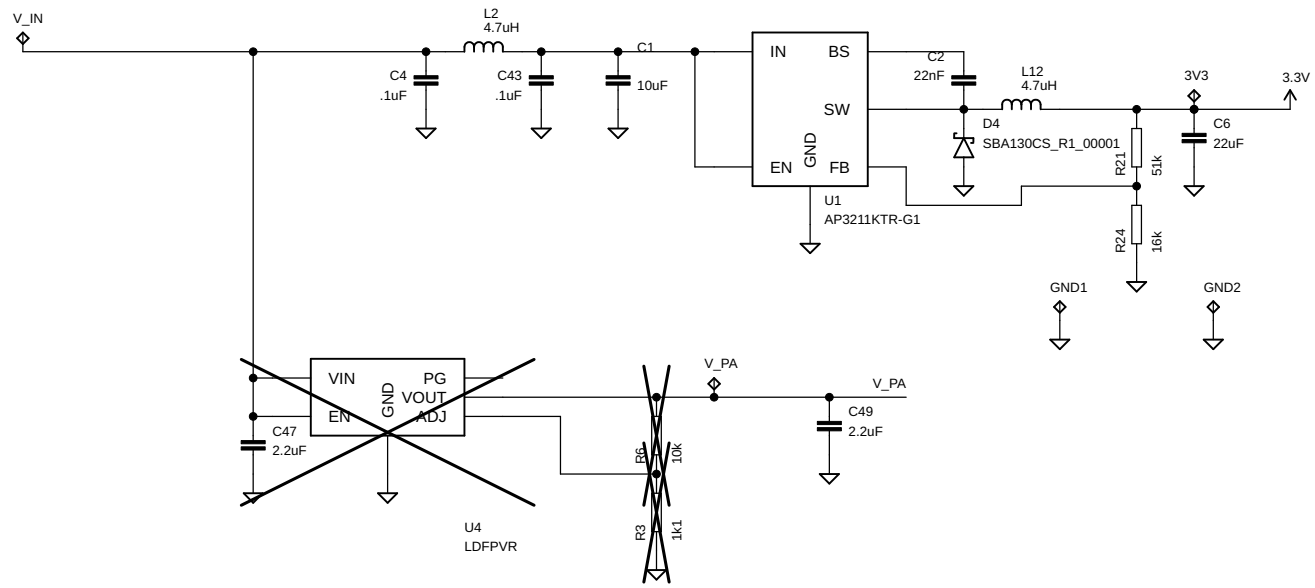 V_IN
L2
4.7uH
C4
.1uF
C43
.1uF
C1
10uF
IN
BS
SW
EN
GND
FB
U1
AP3211KTR-G1
C2
22nF
L12
4.7uH
D4
SBA130CS_R1_00001
3V3
3.3V
C6
22uF
R21
51k
R24
16k
GND1
GND2
VIN
PG
GND
VOUT
EN
ADJ
C47
2.2uF
U4
LDFPVR
R6
10k
R3
1k1
V_PA
V_PA
C49
2.2uF